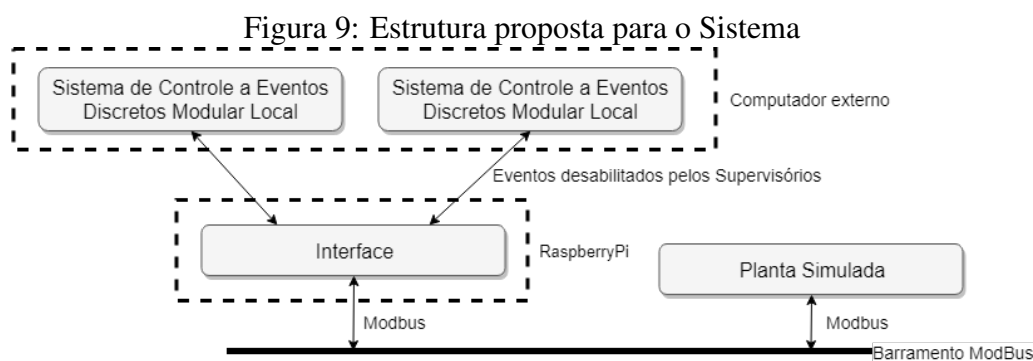 Figura 9: Estrutura proposta para o Sistema
Sistema de Controle a Eventos
Discretos Modular Local
Sistema de Controle a Eventos
Discretos Modular Local
Computador externo
Eventos desabilitados pelos Supervisórios
Interface
RaspberryPi
Planta Simulada
Modbus
Modbus
Barramento ModBus